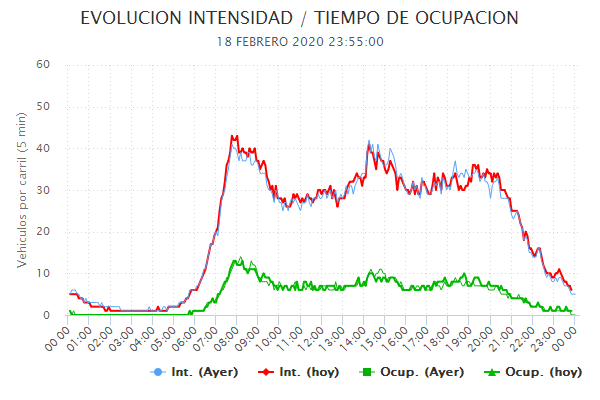 EVOLUCION INTENSIDAD / TIEMPO DE OCUPACION
18 FEBRERO 2020 23:55:00
Vehiculos por carril (5 min)
60
50
40
30
20
10
0
00:00 01:00 02:00 03:00 04:00 05:00 06:00 07:00 08:00 09:00 10:00 11:00 12:00 13:00 14:00 15:00 16:00 17:00 18:00 19:00 20:00 21:00 22:00 23:00 00:00
Int. (Ayer) Int. (hoy) Ocup. (Ayer) Ocup. (hoy)